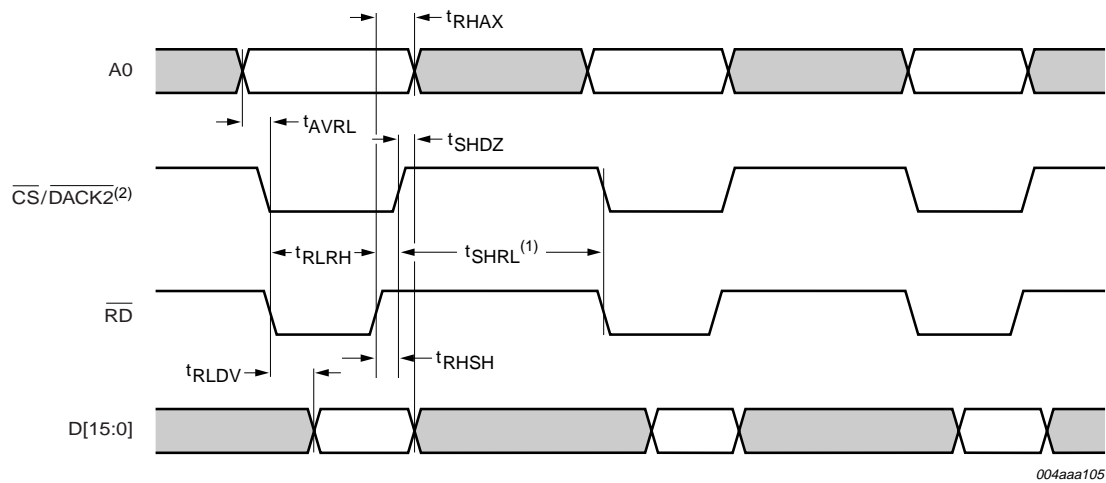 tRHAX
A0
tAVRL
tSHDZ
CS/DACK2(2)
tRLRH
tSHRL(1)
RD
tRLDV
tRHSH
D[15:0]
004aaa105